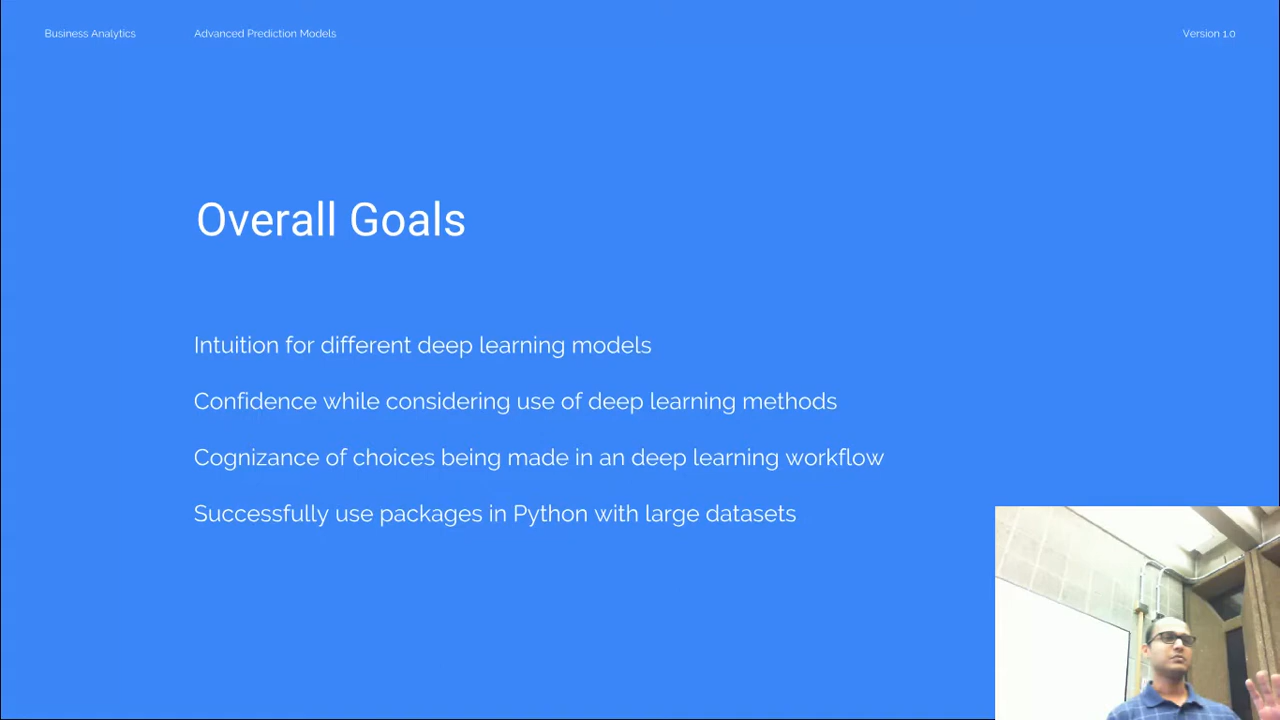 Business Analytics
Advanced Prediction Models
Version 1.0
Overall Goals
Intuition for different deep learning models
Confidence while considering use of deep learning methods
Cognizance of choices being made in an deep learning workflow
Successfully use packages in Python with large datasets